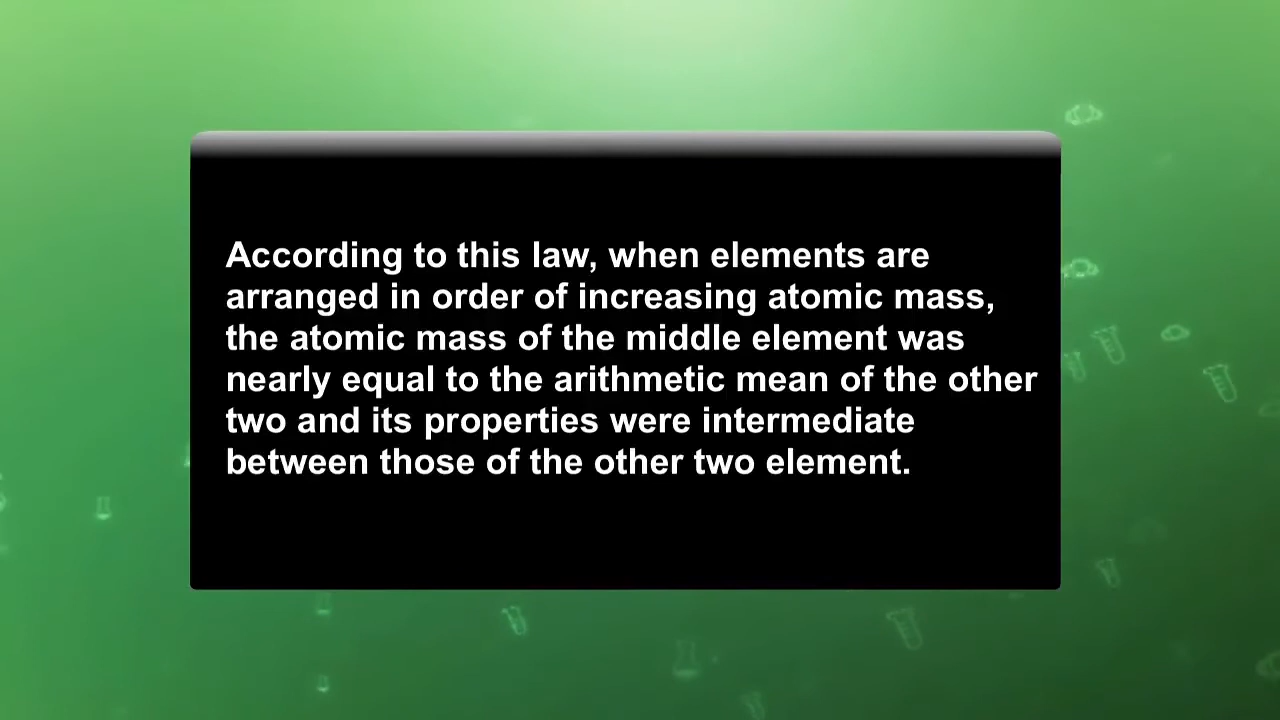 According to this law, when elements are
arranged in order of increasing atomic mass,
the atomic mass of the middle element was
nearly equal to the arithmetic mean of the other
two and its properties were intermediate
between those of the other two element.